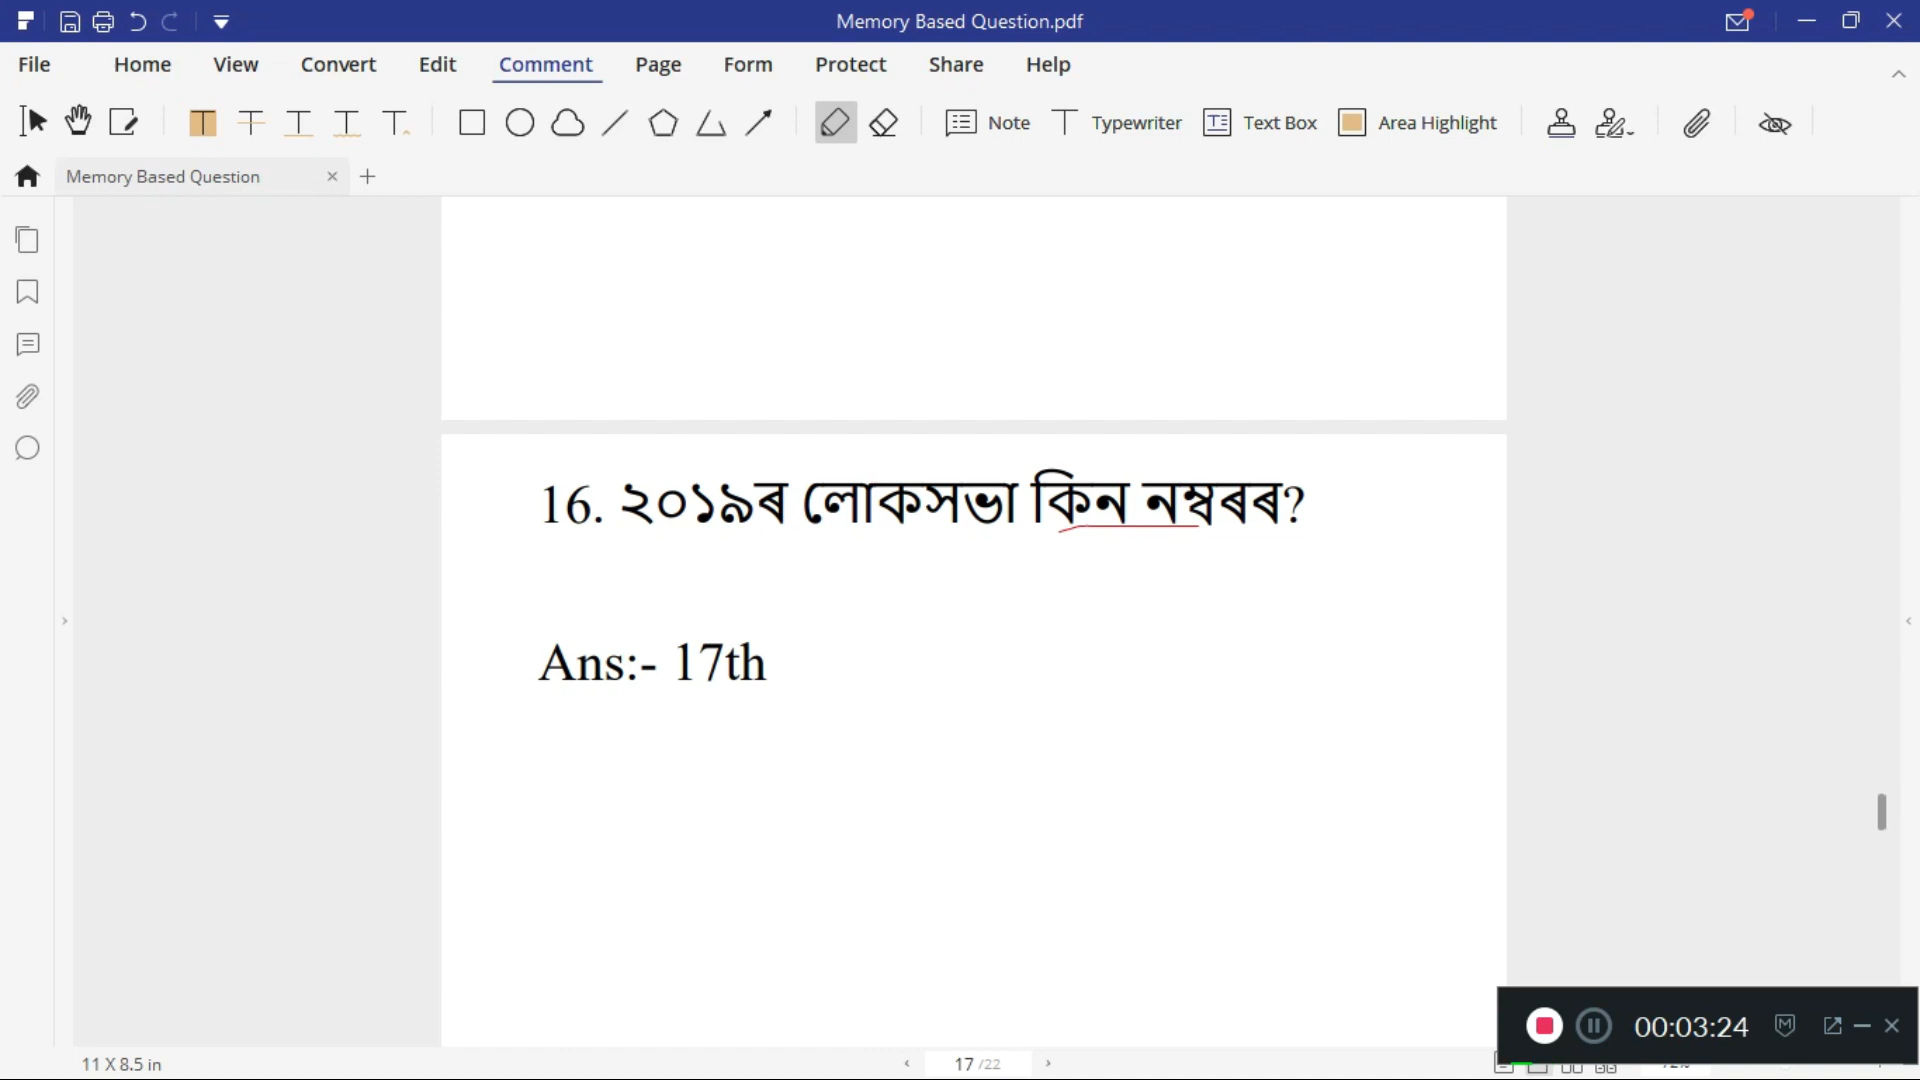 Memory Based Question.pdf
File Home View Convert Edit Comment Page Form Protect Share Help
Note Typewriter Text Box Area Highlight
Memory Based Question
16. ২০১৯ৰ লোকসভা কিন নম্বৰৰ?
Ans:- 17th
00:03:24
11 X 8.5 in 17 /22